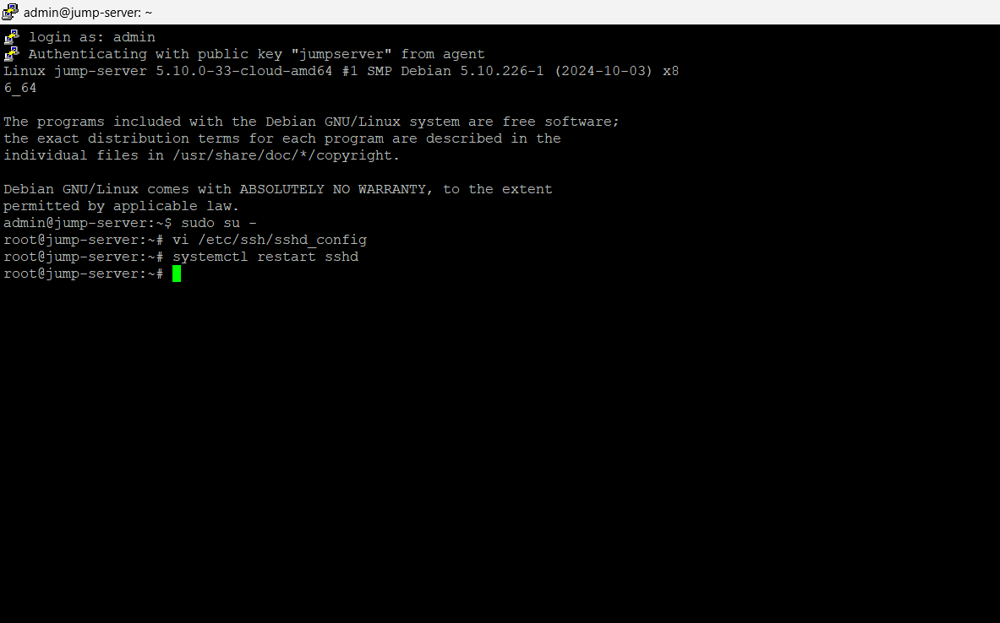 admin@jump-server: ~
login as: admin
Authenticating with public key "jumpserver" from agent
Linux jump-server 5.10.0-33-cloud-amd64 #1 SMP Debian 5.10.226-1 (2024-10-03) x8
6_64
The programs included with the Debian GNU/Linux system are free software;
the exact distribution terms for each program are described in the
individual files in /usr/share/doc/*/copyright.
Debian GNU/Linux comes with ABSOLUTELY NO WARRANTY, to the extent
permitted by applicable law.
admin@jump-server:~$ sudo su -
root@jump-server:~# vi /etc/ssh/sshd_config
root@jump-server:~# systemctl restart sshd
root@jump-server:~#